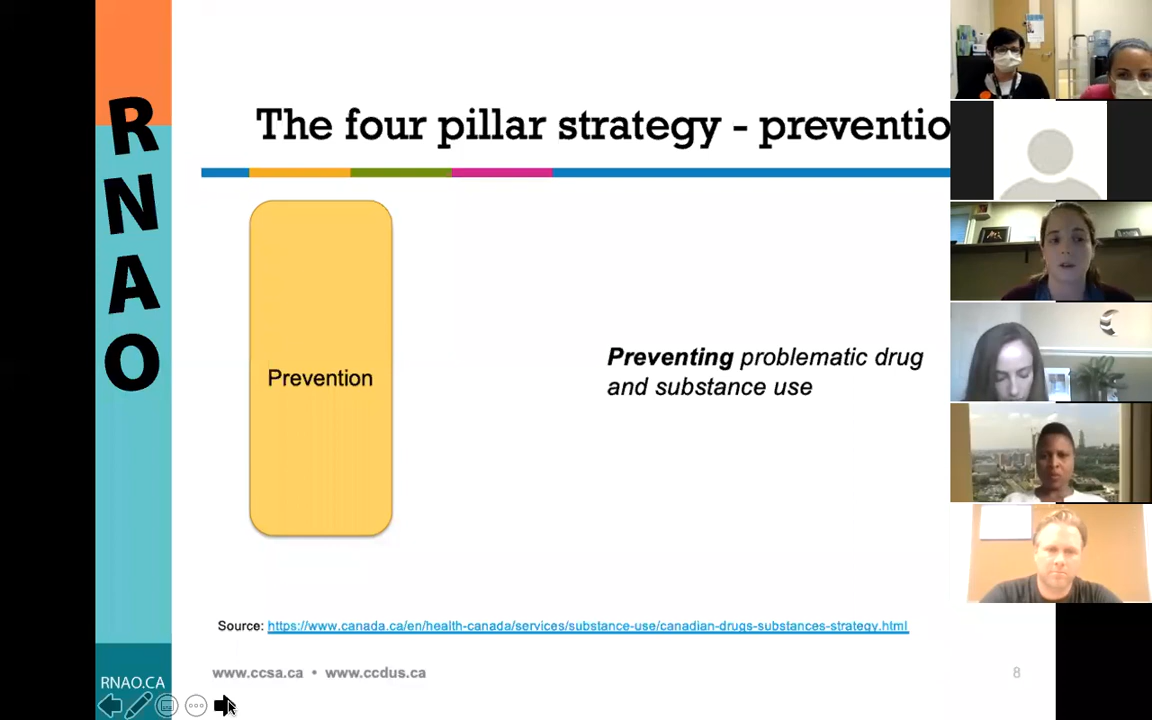 RNAO
The four pillar strategy - preventio
Prevention
Preventing problematic drug
and substance use
Source: https://www.canada.ca/en/health-canada/services/substance-use/canadian-drugs-substances-strategy.html
www.ccsa.ca • www.ccdus.ca
8
RNAO.CA